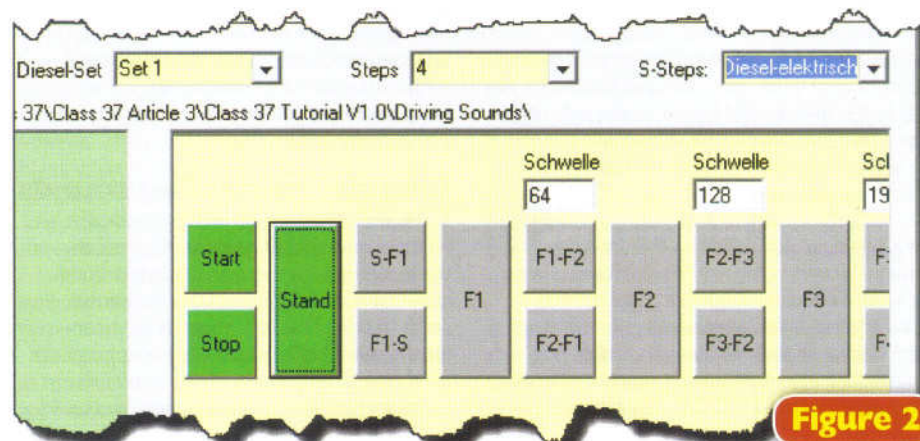 Diesel-Set Set 1 Steps 4 S-Steps: Diesel-elektrisch
37\Class 37 Article 3\Class 37 Tutorial V1.0\Driving Sounds\
Schwelle Schwelle Scl
64 128 19
Start S-F1 F1-F2 F2-F3
Stand F1 F2 F3
Stop F1-S F2-F1 F3-F2
Figure 2